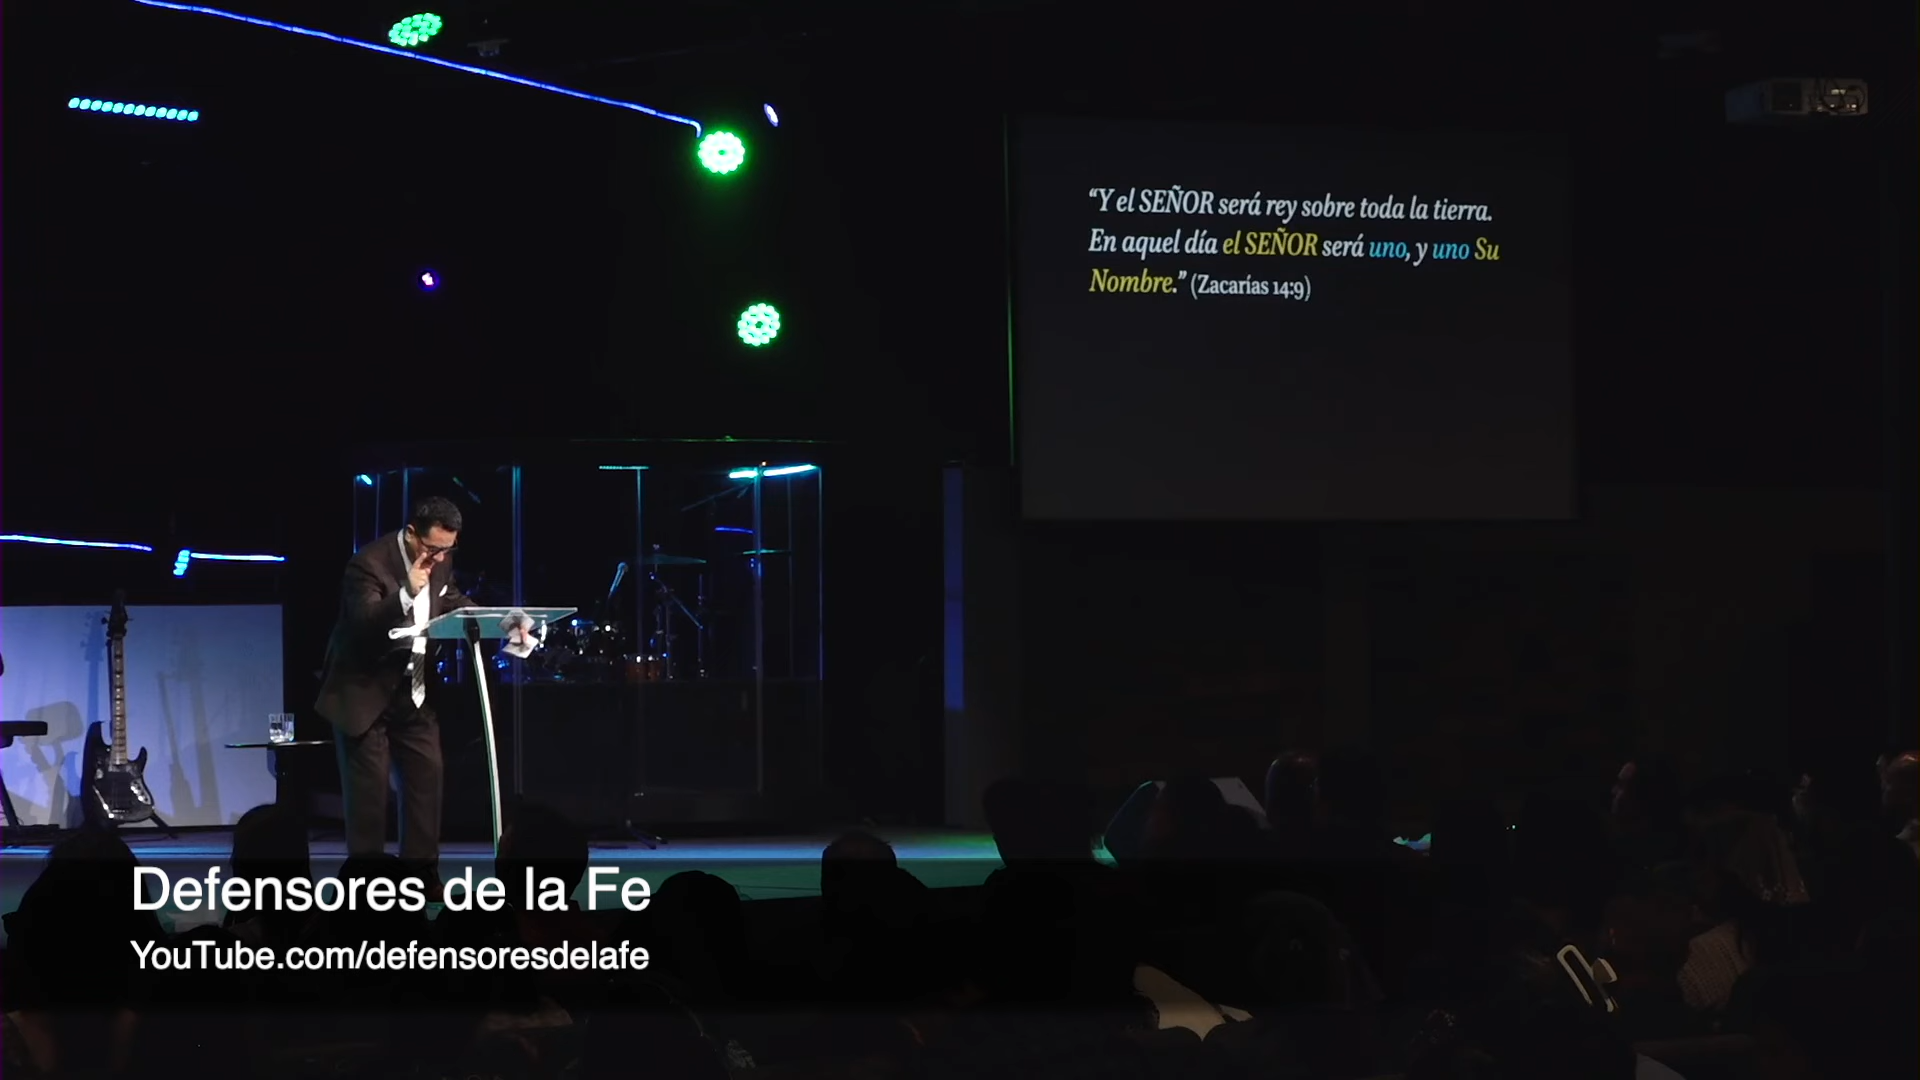 “Y el SEÑOR será rey sobre toda la tierra.
En aquel día el SEÑOR será uno, y uno Su
Nombre.” (Zacarías 14:9)
Defensores de la Fe
YouTube.com/defensoresdelafe